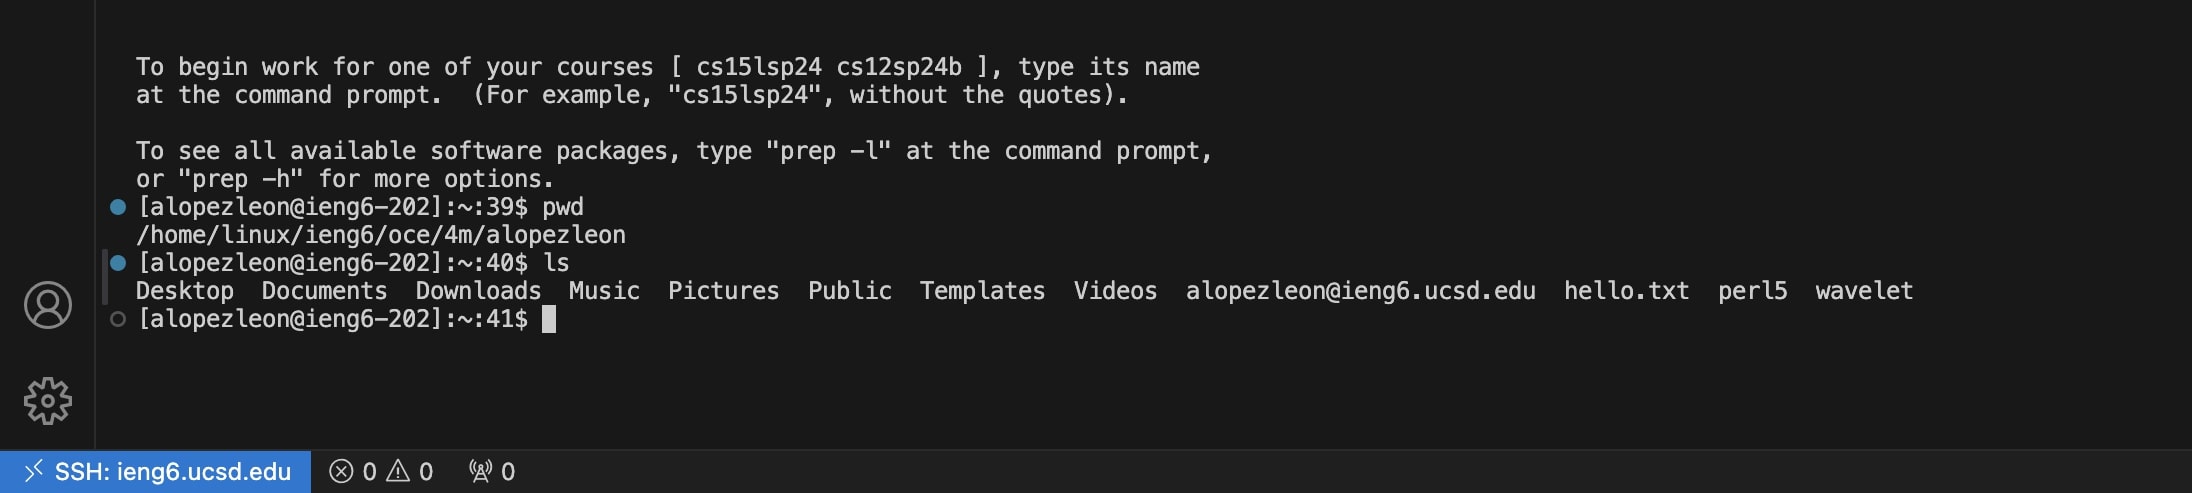 To begin work for one of your courses [ cs15lsp24 cs12sp24b ], type its name
at the command prompt.  (For example, "cs15lsp24", without the quotes).
To see all available software packages, type "prep -l" at the command prompt,
or "prep -h" for more options.
[alopezleon@ieng6-202]:~:39$ pwd
/home/linux/ieng6/oce/4m/alopezleon
[alopezleon@ieng6-202]:~:40$ ls
Desktop  Documents  Downloads  Music  Pictures  Public  Templates  Videos  alopezleon@ieng6.ucsd.edu  hello.txt  perl5  wavelet
[alopezleon@ieng6-202]:~:41$
SSH: ieng6.ucsd.edu 0 0 0